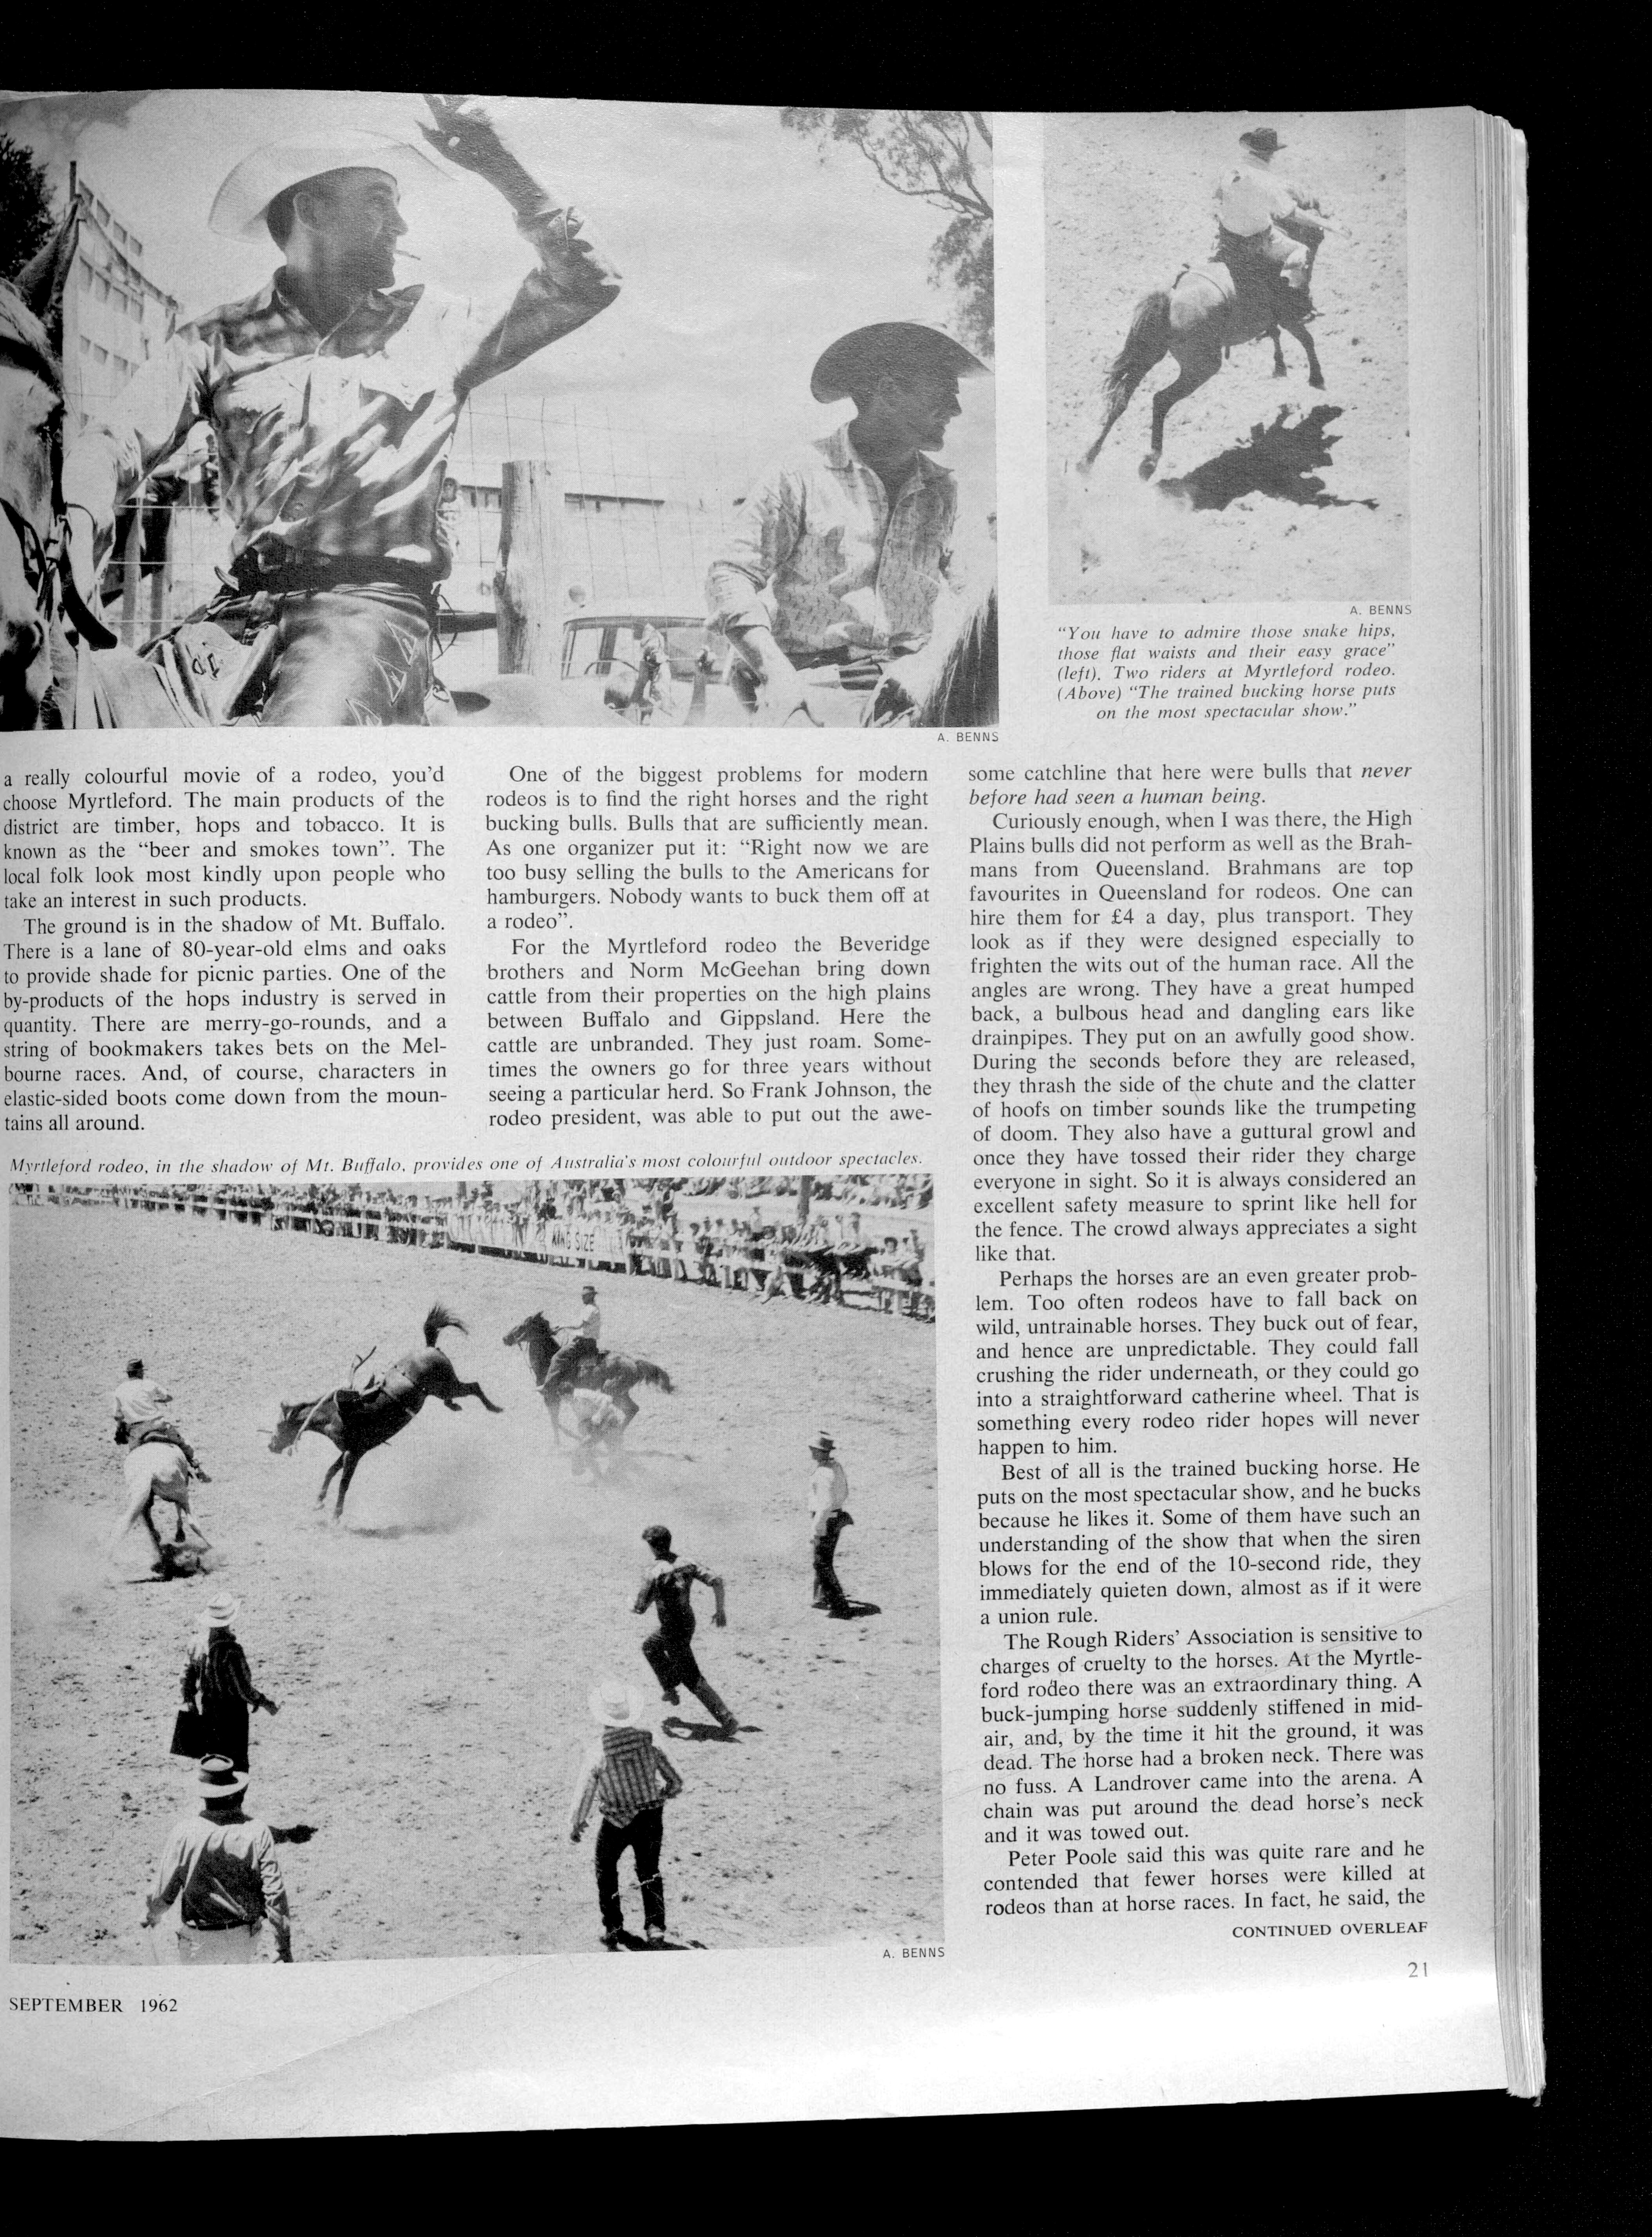 A. BENNS
"You have to admire those snake hips,
those flat waists and their easy grace"
(left). Two riders at Myrtleford rodeo.
(Above) "The trained bucking horse puts
on the most spectacular show."
A. BENNS
a really colourful movie of a rodeo, you'd
choose Myrtleford. The main products of the
district are timber, hops and tobacco. It is
known as the "beer and smokes town". The
local folk look most kindly upon people who
take an interest in such products.
The ground is in the shadow of Mt. Buffalo.
There is a lane of 80-year-old elms and oaks
to provide shade for picnic parties. One of the
by-products of the hops industry is served in
quantity. There are merry-go-rounds, and a
string of bookmakers takes bets on the Mel-
bourne races. And, of course, characters in
elastic-sided boots come down from the moun-
tains all around.
One of the biggest problems for modern
rodeos is to find the right horses and the right
bucking bulls. Bulls that are sufficiently mean.
As one organizer put it: "Right now we are
too busy selling the bulls to the Americans for
hamburgers. Nobody wants to buck them off at
a rodeo".
For the Myrtleford rodeo the Beveridge
brothers and Norm McGeehan bring down
cattle from their properties on the high plains
between Buffalo and Gippsland. Here the
cattle are unbranded. They just roam. Some-
times the owners go for three years without
seeing a particular herd. So Frank Johnson, the
rodeo president, was able to put out the awe-
some catchline that here were bulls that never
before had seen a human being.
Curiously enough, when I was there, the High
Plains bulls did not perform as well as the Brah-
mans from Queensland. Brahmans are top
favourites in Queensland for rodeos. One can
hire them for £4 a day, plus transport. They
look as if they were designed especially to
frighten the wits out of the human race. All the
angles are wrong. They have a great humped
back, a bulbous head and dangling ears like
drainpipes. They put on an awfully good show.
During the seconds before they are released,
they thrash the side of the chute and the clatter
of hoofs on timber sounds like the trumpeting
of doom. They also have a guttural growl and
once they have tossed their rider they charge
everyone in sight. So it is always considered an
excellent safety measure to sprint like hell for
the fence. The crowd always appreciates a sight
like that.
Perhaps the horses are an even greater prob-
lem. Too often rodeos have to fall back on
wild, untrainable horses. They buck out of fear,
and hence are unpredictable. They could fall
crushing the rider underneath, or they could go
into a straightforward catherine wheel. That is
something every rodeo rider hopes will never
happen to him.
Best of all is the trained bucking horse. He
puts on the most spectacular show, and he bucks
because he likes it. Some of them have such an
understanding of the show that when the siren
blows for the end of the 10-second ride, they
immediately quieten down, almost as if it were
a union rule.
The Rough Riders' Association is sensitive to
charges of cruelty to the horses. At the Myrtle-
ford rodeo there was an extraordinary thing. A
buck-jumping horse suddenly stiffened in mid-
air, and, by the time it hit the ground, it was
dead. The horse had a broken neck. There was
no fuss. A Landrover came into the arena. A
chain was put around the dead horse's neck
and it was towed out.
Peter Poole said this was quite rare and he
contended that fewer horses were killed at
rodeos than at horse races. In fact, he said, the
CONTINUED OVERLEAF
Myrtleford rodeo, in the shadow of Mt. Buffalo, provides one of Australia's most colourful outdoor spectacles.
KING SIZE
A. BENNS
21
SEPTEMBER 1962